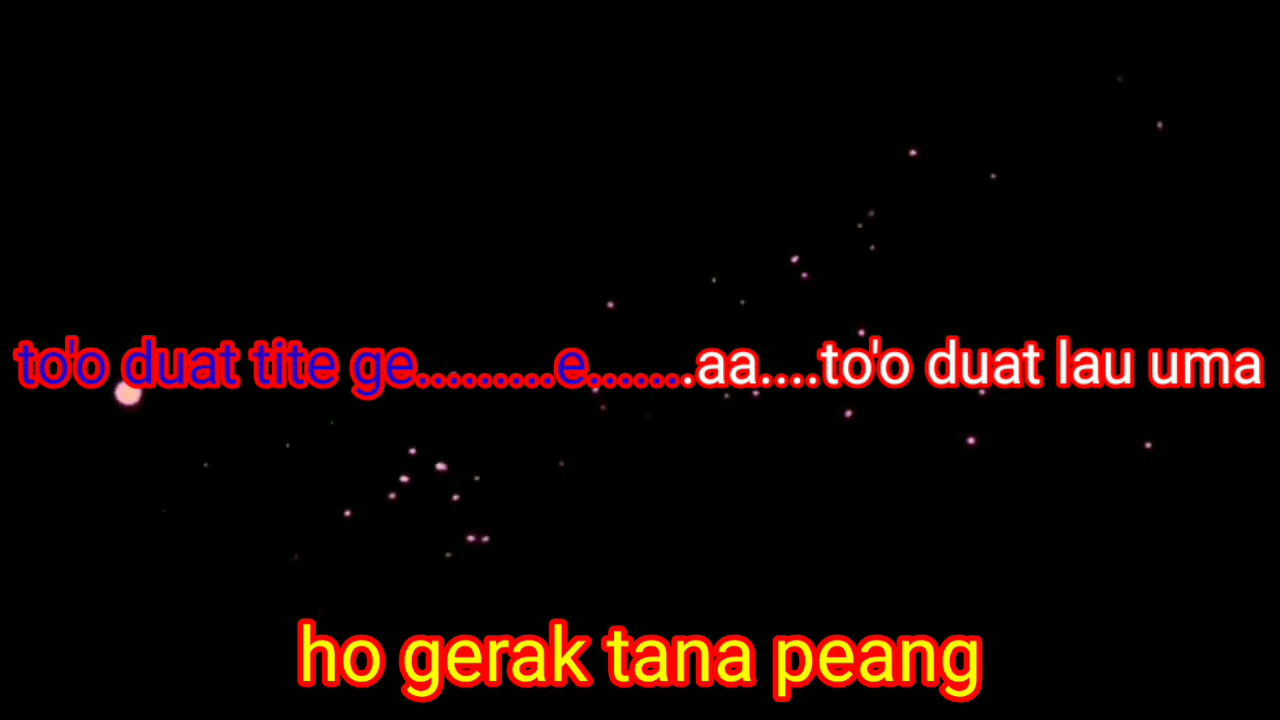 to'o duat tite ge..........e.......aa....to'o duat lau uma
ho gerak tana peang